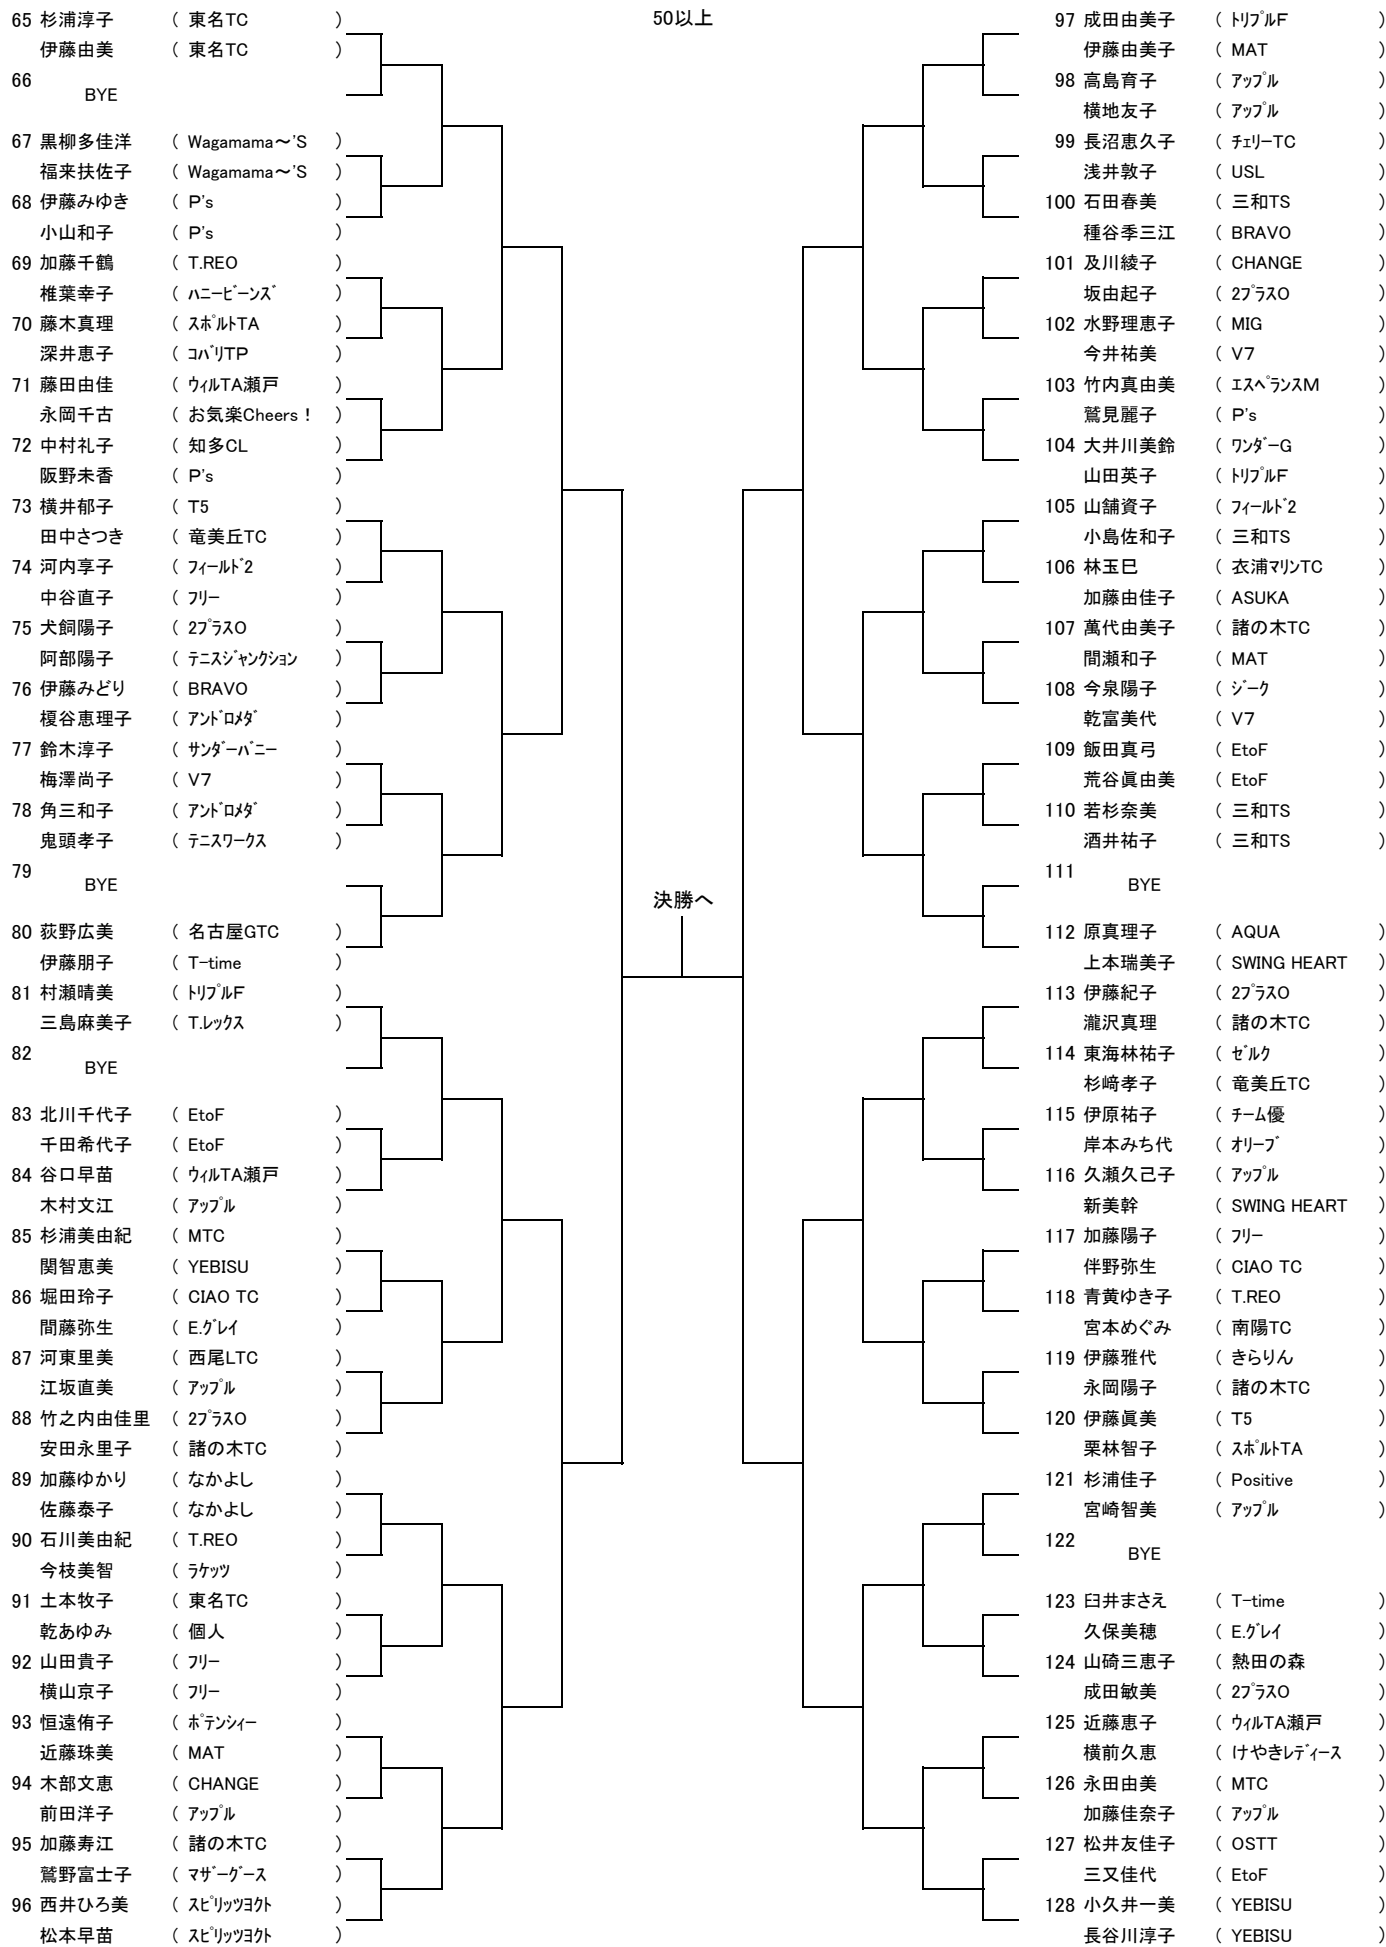 50以上
65 杉浦淳子 ( 東名TC )
伊藤由美 ( 東名TC )
66
BYE
67 黒柳多佳洋 ( Wagamama～'S )
福来扶佐子 ( Wagamama～'S )
68 伊藤みゆき ( P's )
小山和子 ( P's )
69 加藤千鶴 ( T.REO )
椎葉幸子 ( ﾊﾆｰﾋﾞｰﾝｽﾞ )
70 藤木真理 ( ｽﾎﾟﾙﾄTA )
深井恵子 ( ｺﾊﾞﾘTP )
71 藤田由佳 ( ｳｨﾙTA瀬戸 )
永岡千古 ( お気楽Cheers！ )
72 中村礼子 ( 知多CL )
阪野未香 ( P's )
73 横井郁子 ( T5 )
田中さつき ( 竜美丘TC )
74 河内享子 ( ﾌｨｰﾙﾄﾞ2 )
中谷直子 ( ﾌﾘｰ )
75 犬飼陽子 ( 2ﾌﾟﾗｽO )
阿部陽子 ( ﾃﾆｽｼﾞｬﾝｸｼｮﾝ )
76 伊藤みどり ( BRAVO )
榎谷恵理子 ( ｱﾝﾄﾞﾛﾒﾀﾞ )
77 鈴木淳子 ( ｻﾝﾀﾞｰﾊﾞﾆｰ )
梅澤尚子 ( V7 )
78 角三和子 ( ｱﾝﾄﾞﾛﾒﾀﾞ )
鬼頭孝子 ( ﾃﾆｽﾜｰｸｽ )
79
BYE
80 荻野広美 ( 名古屋GTC )
伊藤朋子 ( T-time )
81 村瀬晴美 ( ﾄﾘﾌﾟﾙF )
三島麻美子 ( T.ﾚｯｸｽ )
82
BYE
83 北川千代子 ( EtoF )
千田希代子 ( EtoF )
84 谷口早苗 ( ｳｨﾙTA瀬戸 )
木村文江 ( ｱｯﾌﾟﾙ )
85 杉浦美由紀 ( MTC )
関智恵美 ( YEBISU )
86 堀田玲子 ( CIAO TC )
間藤弥生 ( E.ｸﾞﾚｲ )
87 河東里美 ( 西尾LTC )
江坂直美 ( ｱｯﾌﾟﾙ )
88 竹之内由佳里 ( 2ﾌﾟﾗｽO )
安田永里子 ( 諸の木TC )
89 加藤ゆかり ( なかよし )
佐藤泰子 ( なかよし )
90 石川美由紀 ( T.REO )
今枝美智 ( ﾗｹｯﾂ )
91 土本牧子 ( 東名TC )
乾あゆみ ( 個人 )
92 山田貴子 ( ﾌﾘｰ )
横山京子 ( ﾌﾘｰ )
93 恒遠侑子 ( ﾎﾟﾃﾝｼｨｰ )
近藤珠美 ( MAT )
94 木部文恵 ( CHANGE )
前田洋子 ( ｱｯﾌﾟﾙ )
95 加藤寿江 ( 諸の木TC )
鷲野富士子 ( ﾏｻﾞｰｸﾞｰｽ )
96 西井ひろ美 ( ｽﾋﾟﾘｯﾂﾖｸﾄ )
松本早苗 ( ｽﾋﾟﾘｯﾂﾖｸﾄ )
決勝へ
97 成田由美子 ( ﾄﾘﾌﾟﾙF )
伊藤由美子 ( MAT )
98 高島育子 ( ｱｯﾌﾟﾙ )
横地友子 ( ｱｯﾌﾟﾙ )
99 長沼恵久子 ( ﾁｪﾘｰTC )
浅井敦子 ( USL )
100 石田春美 ( 三和TS )
種谷季三江 ( BRAVO )
101 及川綾子 ( CHANGE )
坂由起子 ( 2ﾌﾟﾗｽO )
102 水野理恵子 ( MIG )
今井祐美 ( V7 )
103 竹内真由美 ( ｴｽﾍﾟﾗﾝｽM )
鷲見麗子 ( P's )
104 大井川美鈴 ( ﾜﾝﾀﾞｰG )
山田英子 ( ﾄﾘﾌﾟﾙF )
105 山舗資子 ( ﾌｨｰﾙﾄﾞ2 )
小島佐和子 ( 三和TS )
106 林玉巳 ( 衣浦ﾏﾘﾝTC )
加藤由佳子 ( ASUKA )
107 萬代由美子 ( 諸の木TC )
間瀬和子 ( MAT )
108 今泉陽子 ( ｼﾞｰｸ )
乾富美代 ( V7 )
109 飯田真弓 ( EtoF )
荒谷眞由美 ( EtoF )
110 若杉奈美 ( 三和TS )
酒井祐子 ( 三和TS )
111
BYE
112 原真理子 ( AQUA )
上本瑞美子 ( SWING HEART )
113 伊藤紀子 ( 2ﾌﾟﾗｽO )
瀧沢真理 ( 諸の木TC )
114 東海林祐子 ( ｾﾞﾙｸ )
杉﨑孝子 ( 竜美丘TC )
115 伊原祐子 ( ﾁｰﾑ優 )
岸本みち代 ( ｵﾘｰﾌﾞ )
116 久瀬久己子 ( ｱｯﾌﾟﾙ )
新美幹 ( SWING HEART )
117 加藤陽子 ( ﾌﾘｰ )
伴野弥生 ( CIAO TC )
118 青黄ゆき子 ( T.REO )
宮本めぐみ ( 南陽TC )
119 伊藤雅代 ( きらりん )
永岡陽子 ( 諸の木TC )
120 伊藤眞美 ( T5 )
栗林智子 ( ｽﾎﾟﾙﾄTA )
121 杉浦佳子 ( Positive )
宮崎智美 ( ｱｯﾌﾟﾙ )
122
BYE
123 臼井まさえ ( T-time )
久保美穂 ( E.ｸﾞﾚｲ )
124 山碕三恵子 ( 熱田の森 )
成田敏美 ( 2ﾌﾟﾗｽO )
125 近藤恵子 ( ｳｨﾙTA瀬戸 )
横前久恵 ( けやきﾚﾃﾞｨｰｽ )
126 永田由美 ( MTC )
加藤佳奈子 ( ｱｯﾌﾟﾙ )
127 松井友佳子 ( OSTT )
三又佳代 ( EtoF )
128 小久井一美 ( YEBISU )
長谷川淳子 ( YEBISU )